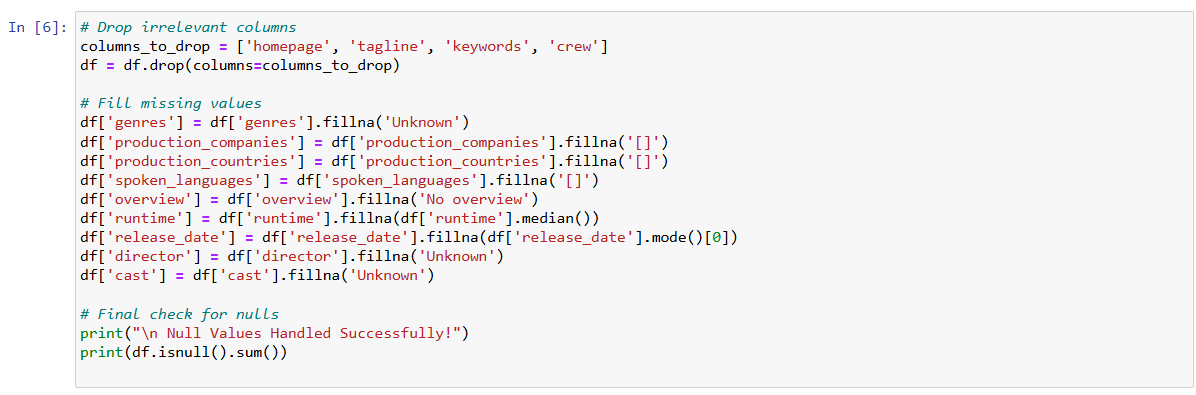 In [6]: # Drop irrelevant columns
columns_to_drop = ['homepage', 'tagline', 'keywords', 'crew']
df = df.drop(columns=columns_to_drop)
# Fill missing values
df['genres'] = df['genres'].fillna('Unknown')
df['production_companies'] = df['production_companies'].fillna('[]')
df['production_countries'] = df['production_countries'].fillna('[]')
df['spoken_languages'] = df['spoken_languages'].fillna('[]')
df['overview'] = df['overview'].fillna('No overview')
df['runtime'] = df['runtime'].fillna(df['runtime'].median())
df['release_date'] = df['release_date'].fillna(df['release_date'].mode()[0])
df['director'] = df['director'].fillna('Unknown')
df['cast'] = df['cast'].fillna('Unknown')
# Final check for nulls
print("\n Null Values Handled Successfully!")
print(df.isnull().sum())